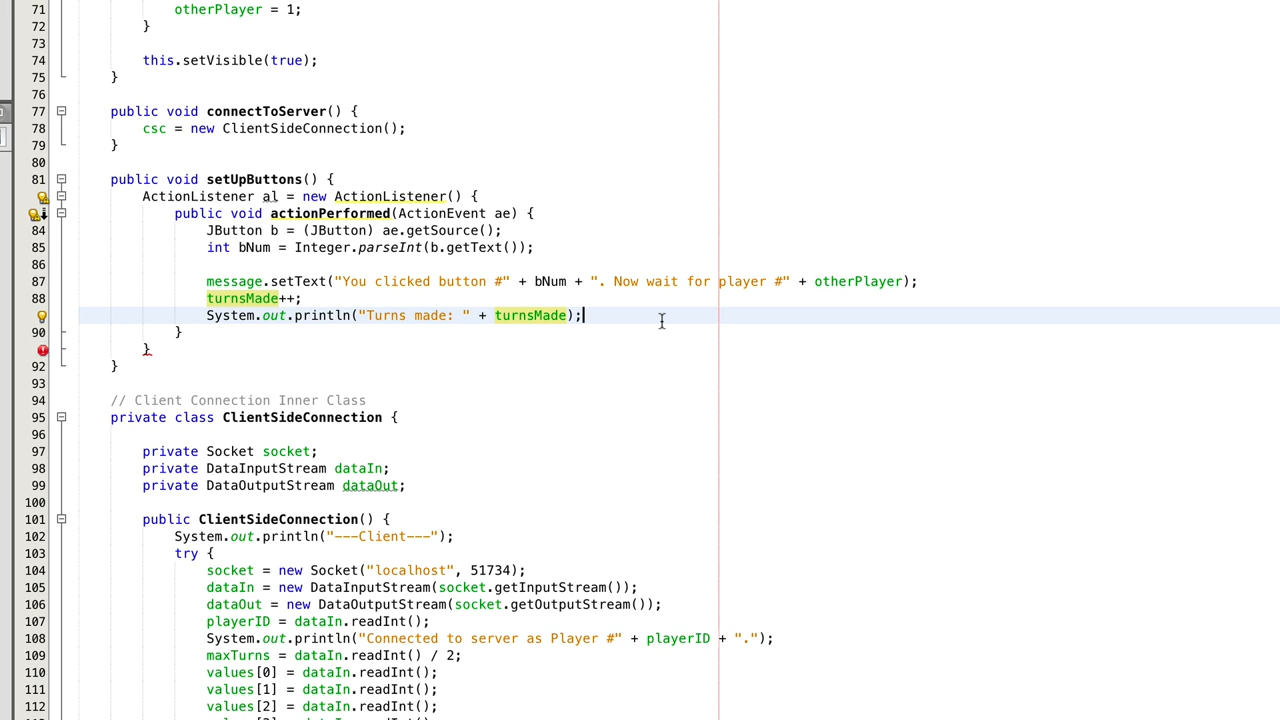 71 otherPlayer = 1;
72 }
73
74 this.setVisible(true);
75 }
76
77 public void connectToServer() {
78 csc = new ClientSideConnection();
79 }
80
81 public void setUpButtons() {
ActionListener al = new ActionListener() {
public void actionPerformed(ActionEvent ae) {
84 JButton b = (JButton) ae.getSource();
85 int bNum = Integer.parseInt(b.getText());
86
87 message.setText("You clicked button #" + bNum + ". Now wait for player #" + otherPlayer);
88 turnsMade++;
System.out.println("Turns made: " + turnsMade);
90 }
}
92 }
93
94 // Client Connection Inner Class
95 private class ClientSideConnection {
96
97 private Socket socket;
98 private DataInputStream dataIn;
99 private DataOutputStream dataOut;
100
101 public ClientSideConnection() {
102 System.out.println("---Client---");
103 try {
104 socket = new Socket("localhost", 51734);
105 dataIn = new DataInputStream(socket.getInputStream());
106 dataOut = new DataOutputStream(socket.getOutputStream());
107 playerID = dataIn.readInt();
108 System.out.println("Connected to server as Player #" + playerID + ".");
109 maxTurns = dataIn.readInt() / 2;
110 values[0] = dataIn.readInt();
111 values[1] = dataIn.readInt();
112 values[2] = dataIn.readInt();